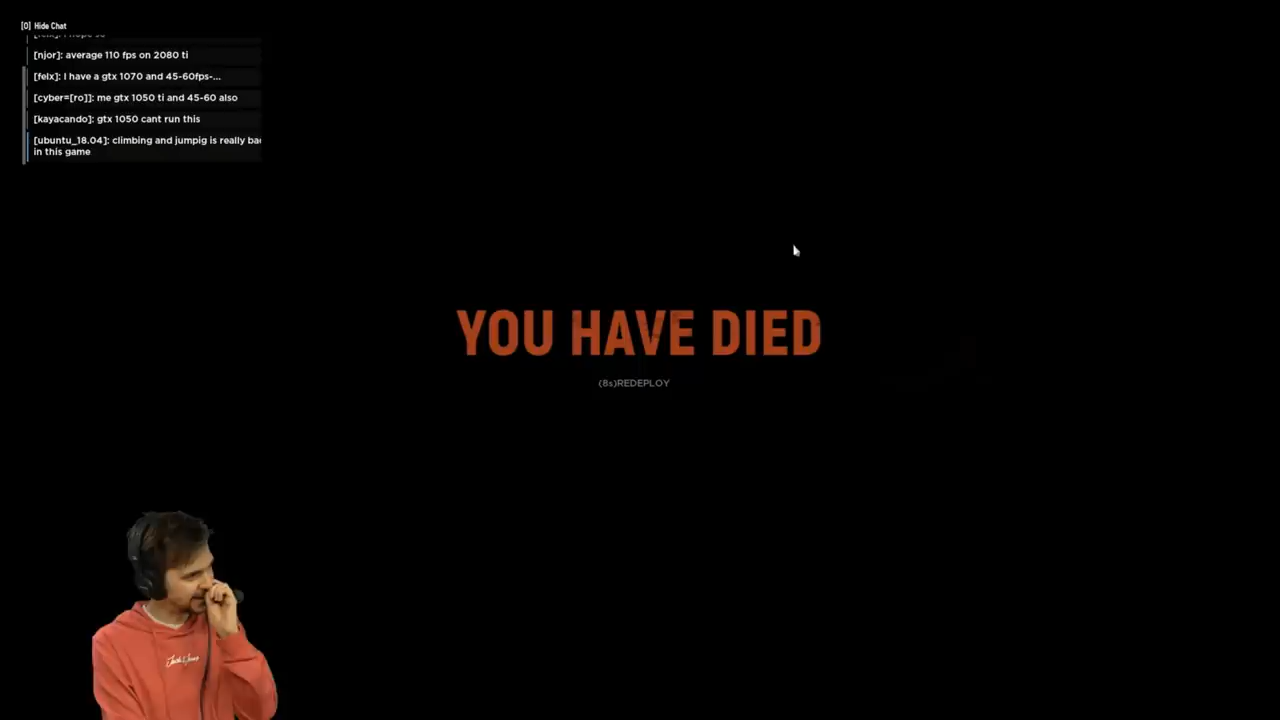 [0] Hide Chat
[njor]: average 110 fps on 2080 ti
[felx]: I have a gtx 1070 and 45-60fps-...
[cyber=[ro]]: me gtx 1050 ti and 45-60 also
[kayacando]: gtx 1050 cant run this
[ubuntu_18.04]: climbing and jumpig is really
in this game
YOU HAVE DIED
(8s)REDEPLOY